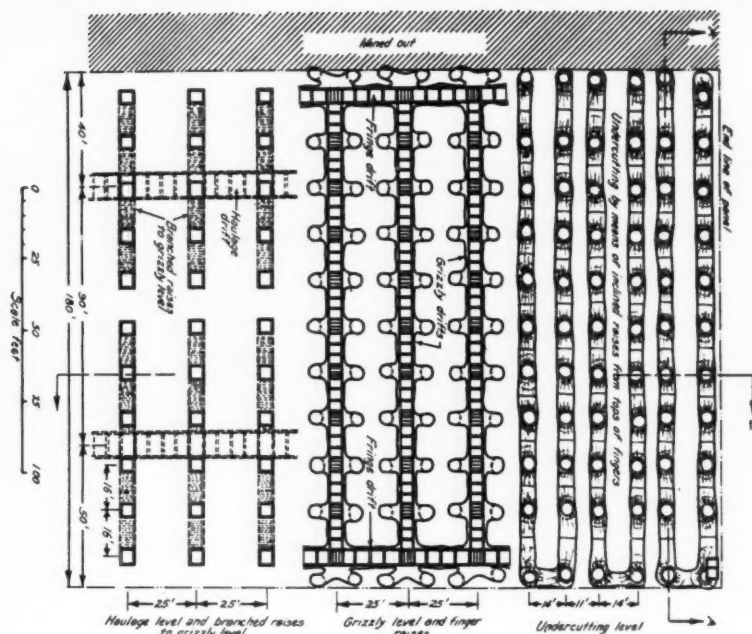 Mined out
Fringe drift
Fringe drift
Grizzly drifts
Haulage
drift
Branched raises
to grizzly level
Undercutting by means of inclined raises from tops of fingers
End line of panel
40'
90'
50'
180'
0
25
50
100
Scale feet
16'
16'
25'
25'
25'
25'
14'
11'
14'
Haulage level and branched raises
to grizzly level
Grizzly level and finger
raises
Undercutting level